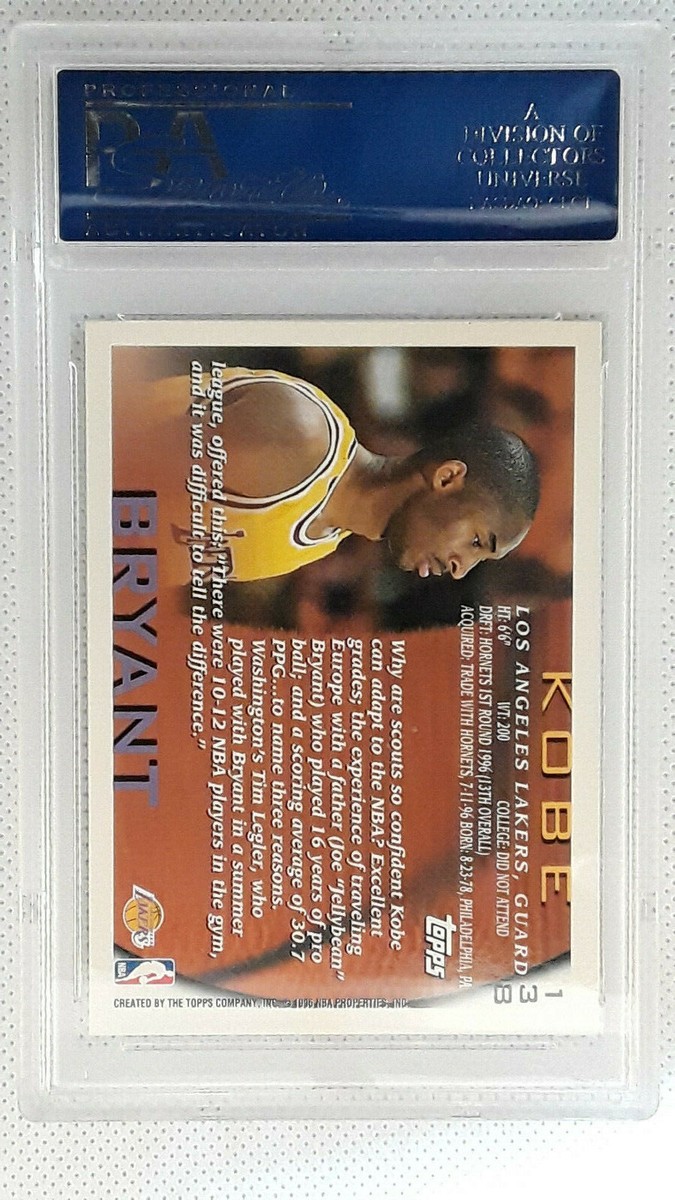 PROFESSIONAL
PSA
A
DIVISION OF
COLLECTORS
UNIVERSE
NASDAQ: CLCT
KOBE
138
LOS ANGELES LAKERS, GUARD
HT: 6'6" WT: 200 COLLEGE: DID NOT ATTEND
DRFT: HORNETS 1ST ROUND 1996 (13TH OVERALL)
ACQUIRED: TRADE WITH HORNETS, 7-11-96 BORN: 8-23-78, PHILADELPHIA, PA
topps
Why are scouts so confident Kobe
can adapt to the NBA? Excellent
grades; the experience of traveling
Europe with a father (Joe "Jellybean"
Bryant) who played 16 years of pro
ball; and a scoring average of 30.7
PPG...to name three reasons.
Washington's Tim Legler, who
played with Bryant in a summer
league, offered this: "There were 10-12 NBA players in the gym,
and it was difficult to tell the difference."
BRYANT
LAKERS
NBA
CREATED BY THE TOPPS COMPANY, INC. © 1996 NBA PROPERTIES, INC.